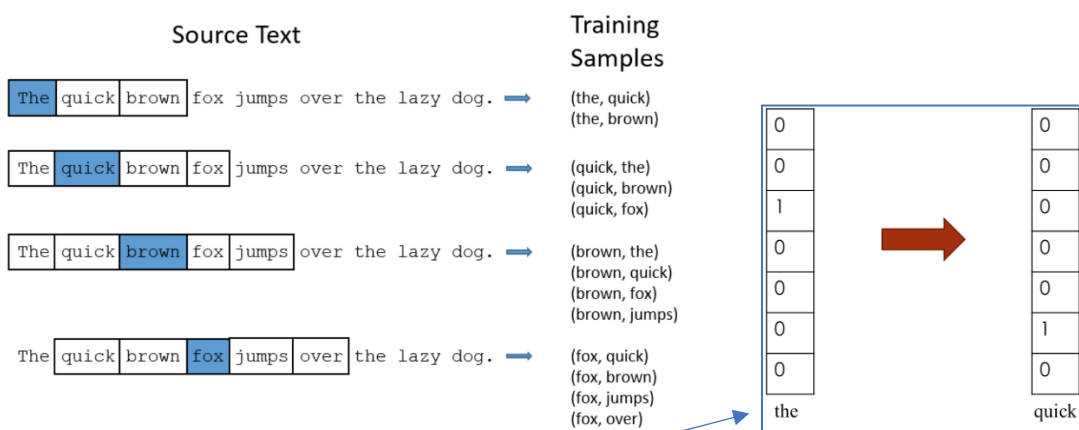 Source Text
Training
Samples
The quick brown fox jumps over the lazy dog.
(the, quick)
(the, brown)
The quick brown fox jumps over the lazy dog.
(quick, the)
(quick, brown)
(quick, fox)
The quick brown fox jumps over the lazy dog.
(brown, the)
(brown, quick)
(brown, fox)
(brown, jumps)
The quick brown fox jumps over the lazy dog.
(fox, quick)
(fox, brown)
(fox, jumps)
(fox, over)
0 0
0 0
1 0
0 0
0 0
0 1
0 0
the quick